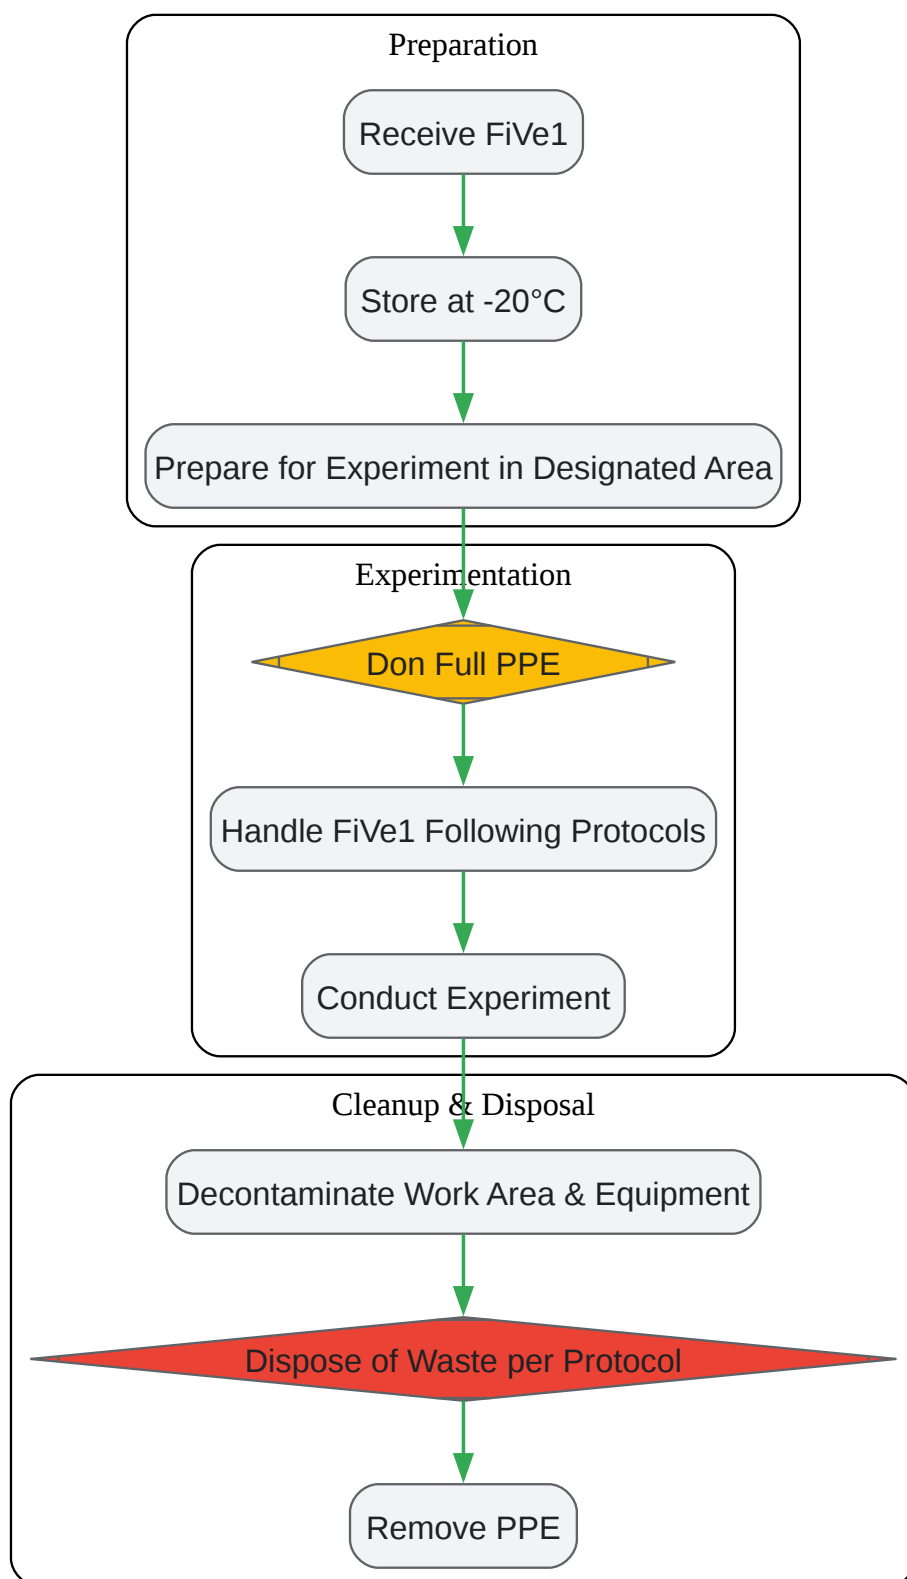 Preparation
Receive FiVe1
Store at -20°C
Prepare for Experiment in Designated Area
Experimentation
Don Full PPE
Handle FiVe1 Following Protocols
Conduct Experiment
Cleanup & Disposal
Decontaminate Work Area & Equipment
Dispose of Waste per Protocol
Remove PPE